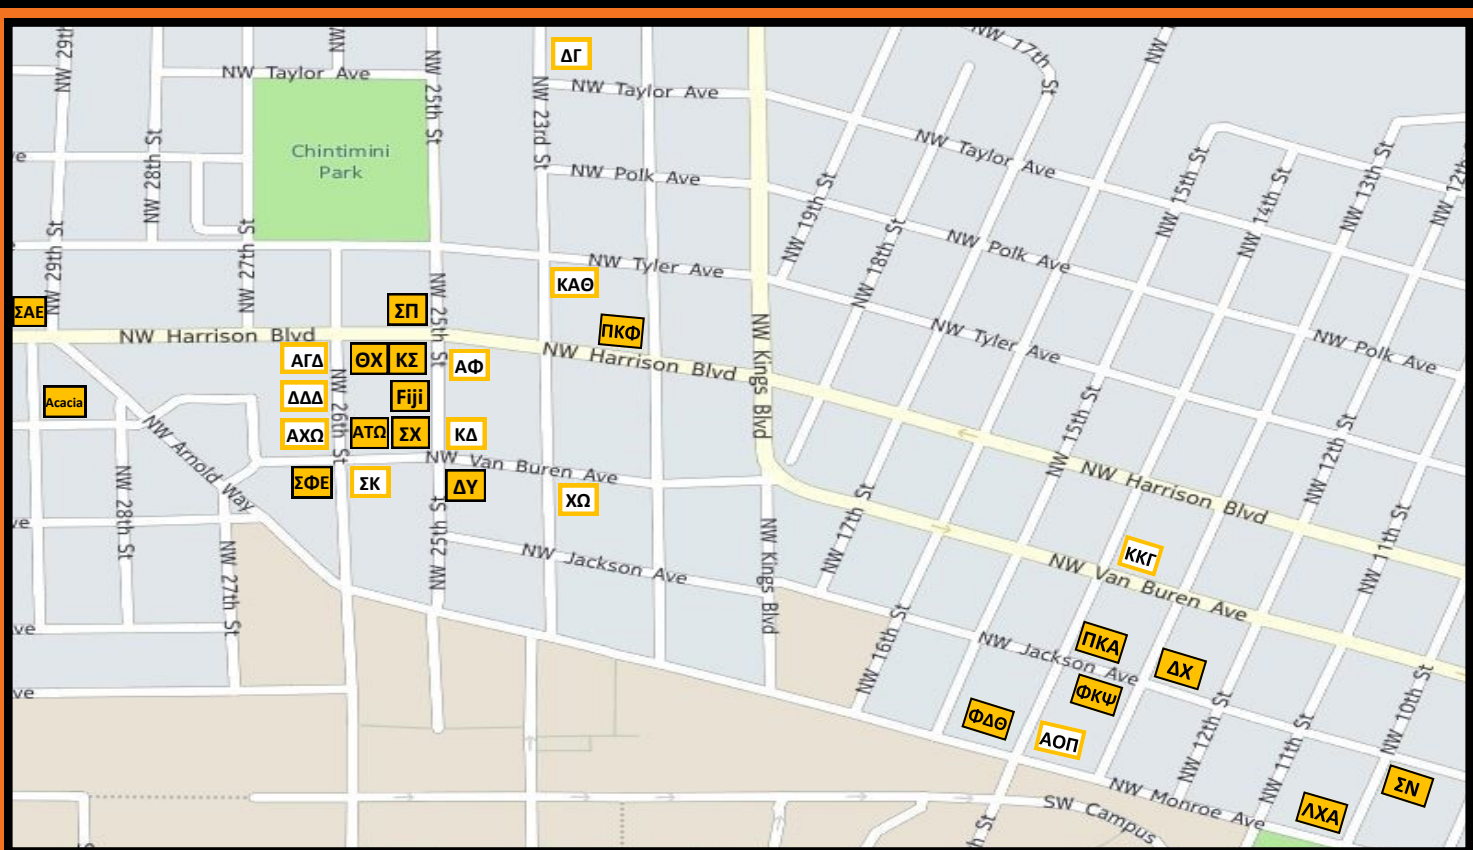 NW 29th
NW
NW 17th St
NW
ΔΓ
NW Taylor Ave
NW 25th St
NW 23rd St
NW Taylor Ave
NW Taylor Ave
Chintimini
Park
NW 28th St
NW Polk Ave
NW 19th St
NW 15th St
NW 14th St
NW 13th St
NW 12th
ve
NW 29th St
NW 27th St
NW 18th St
NW Polk Ave
NW Tyler Ave
ΚΑΘ
NW 25th St
ΣΑΕ
ΣΠ
ΠΚΦ
NW Harrison Blvd
NW Harrison Blvd
NW Kings Blvd
NW Tyler Ave
NW Polk Ave
ΑΓΔ
ΘΧ
ΚΣ
ΑΦ
Acacia
ΔΔΔ
NW 26th St
Fiji
NW 15th St
ΑΧΩ
ΑΤΩ
ΣΧ
ΚΔ
NW Arnold Way
NW Van Buren Ave
NW 12th St
NW Harrison Blvd
ΣΦΕ
ΣΚ
ΔΥ
ΧΩ
NW 28th St
NW 25th St
NW 17th St
NW 11th St
ve
NW Jackson Ave
NW Kings Blvd
ΚΚΓ
NW Van Buren Ave
NW 27th St
NW 16th St
ve
NW Jackson Ave
ΠΚΑ
ΔΧ
ve
ΦΚΨ
NW 12th St
NW 10th St
ΦΔΘ
ΑΟΠ
NW 11th St
NW Monroe Ave
ΣΝ
ΛΧΑ
SW Campus
h St